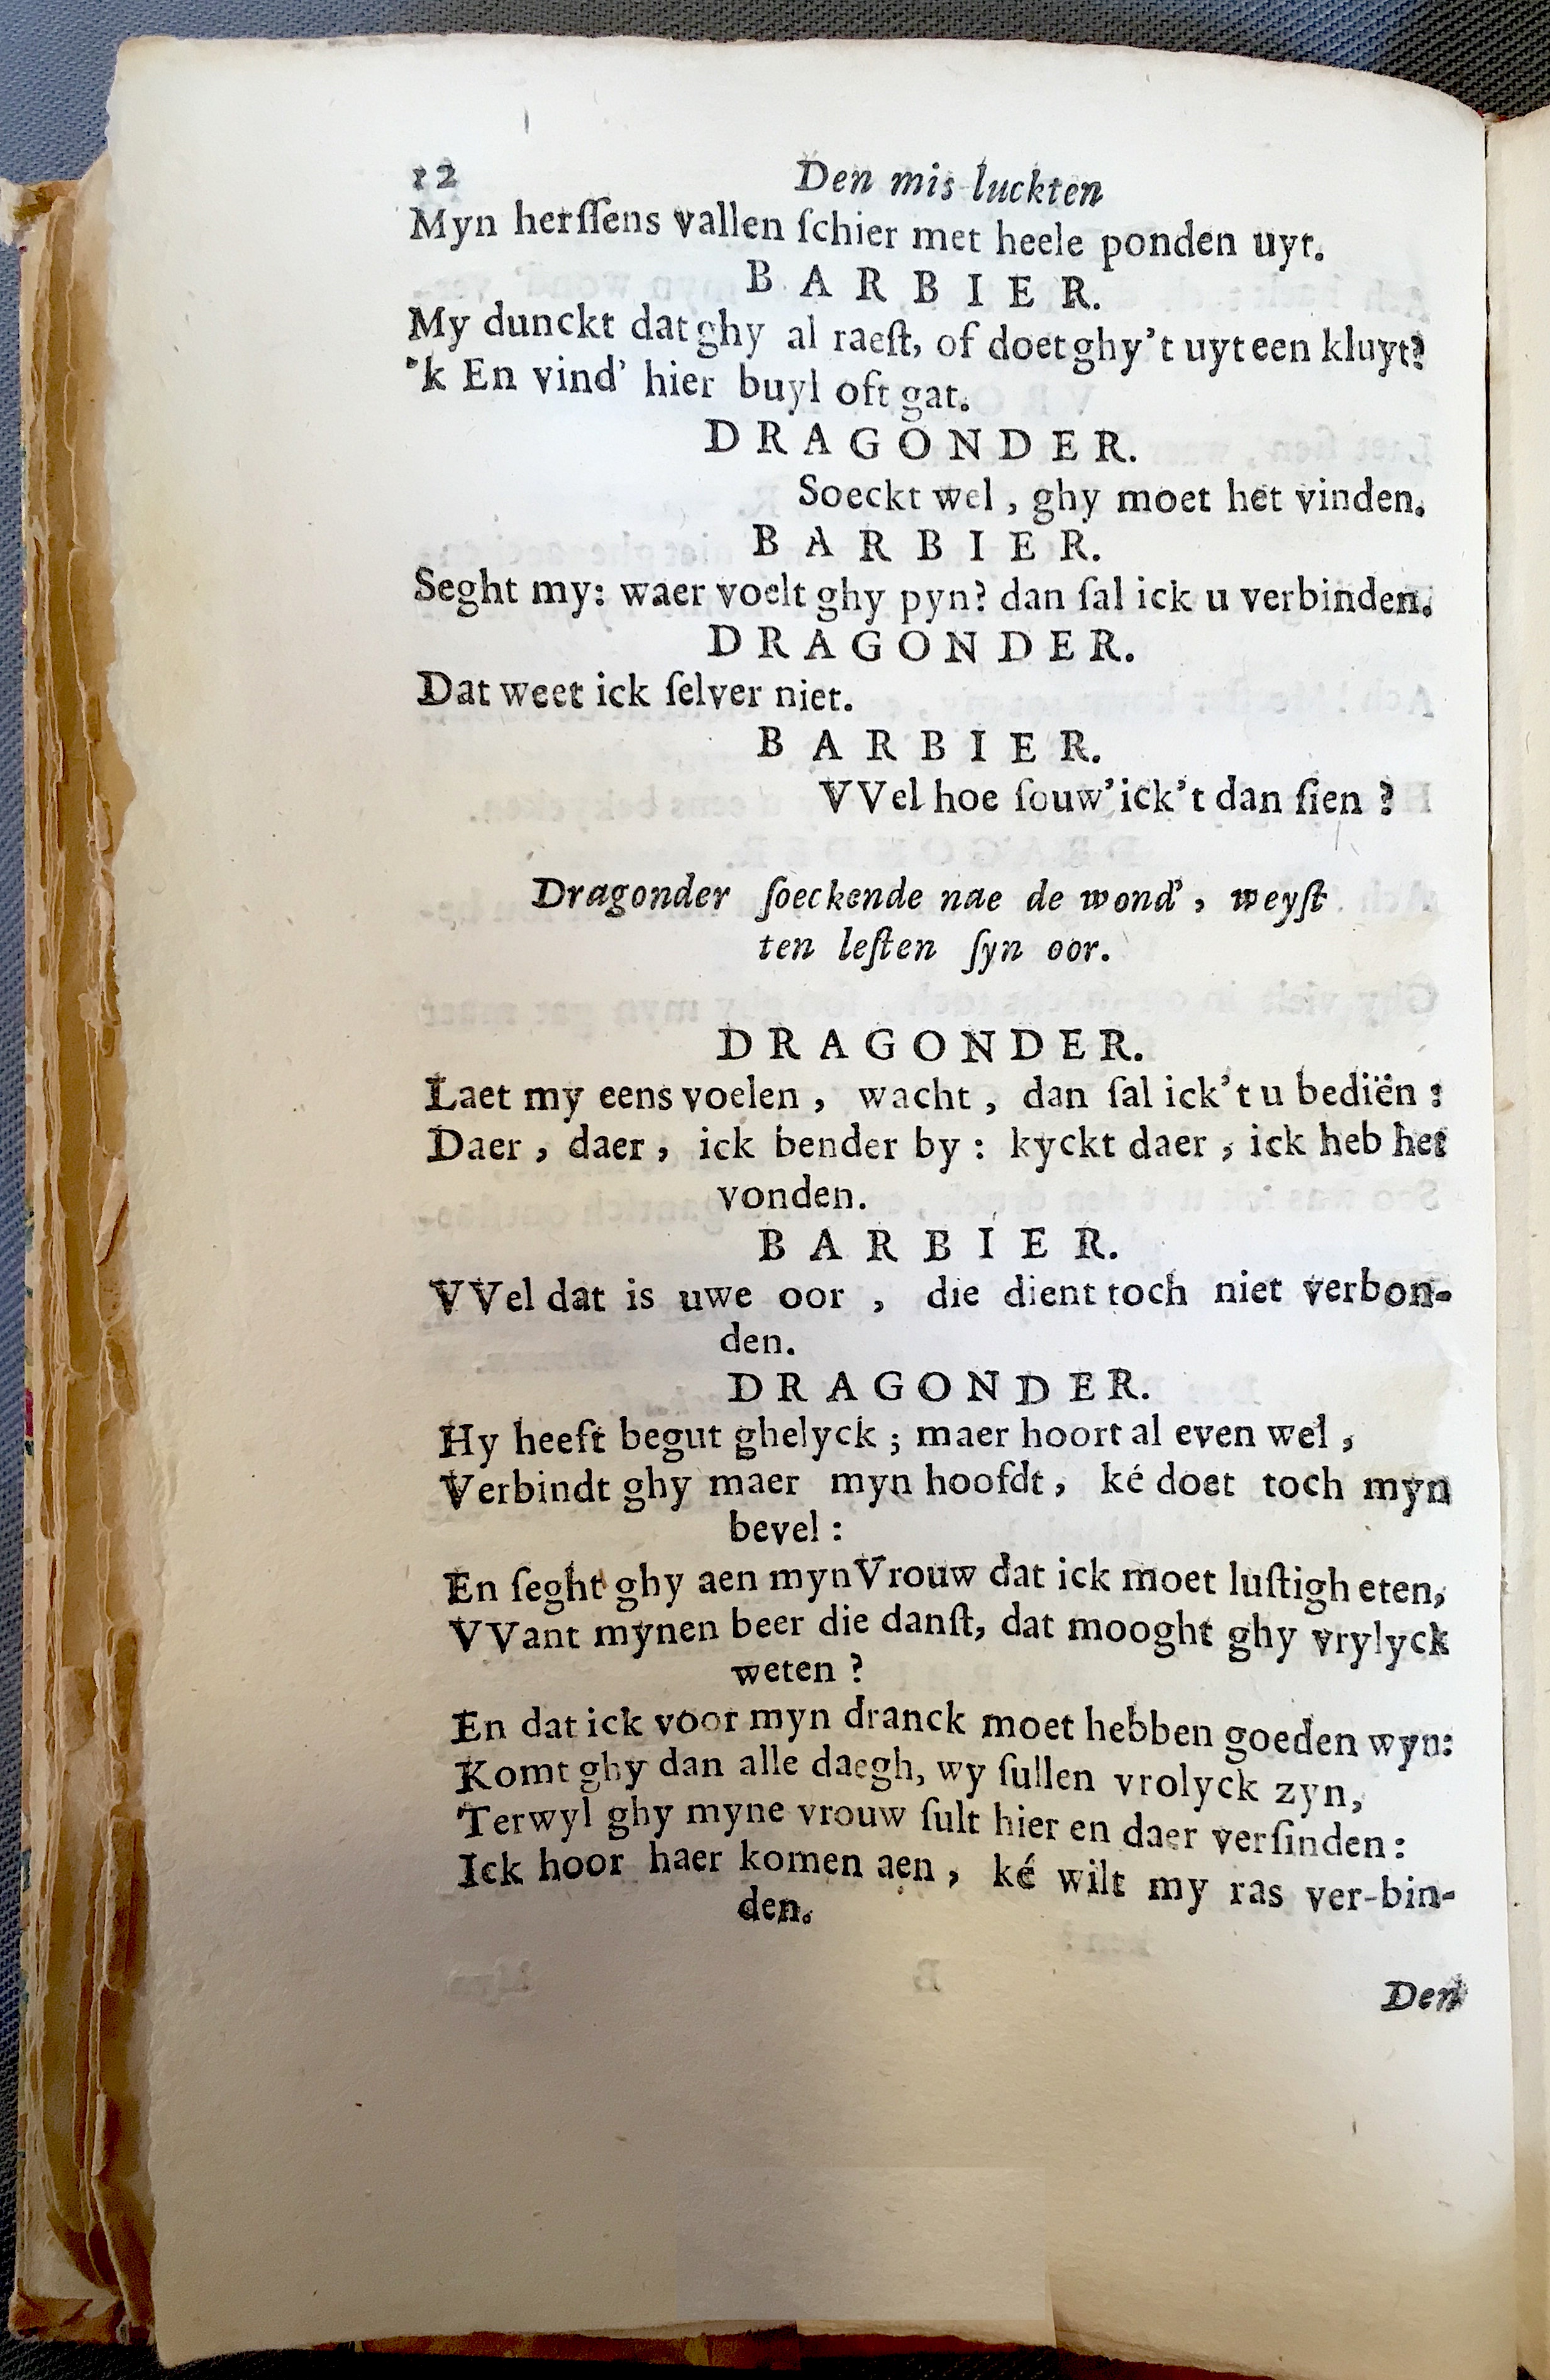 12 Den mis-luckten
Myn herſſens vallen ſchier met heele ponden uyt.
BARBIER.
My dunckt dat ghy al raeſt, of doet ghy't uyt een kluyt?
'k En vind' hier buyl oft gat.
DRAGONDER.
Soeckt wel, ghy moet het vinden.
BARBIER.
Seght my: waer voelt ghy pyn? dan ſal ick u verbinden.
DRAGONDER.
Dat weet ick ſelver niet.
BARBIER.
VVel hoe ſouw' ick't dan ſien?
Dragonder ſoeckende nae de wond', weyſt
ten leſten ſyn oor.
DRAGONDER.
Laet my eens voelen, wacht, dan ſal ick't u bediën:
Daer, daer, ick bender by: kyckt daer, ick heb het
vonden.
BARBIER.
VVel dat is uwe oor, die dient toch niet verbon-
den.
DRAGONDER.
Hy heeft begut ghelyck; maer hoort al even wel,
Verbindt ghy maer myn hoofdt, ké doet toch myn
bevel:
En ſeght ghy aen myn Vrouw dat ick moet luſtigh eten,
VVant mynen beer die danſt, dat mooght ghy vrylyck
weten?
En dat ick voor myn dranck moet hebben goeden wyn:
Komt ghy dan alle daegh, wy ſullen vrolyck zyn,
Terwyl ghy myne vrouw ſult hier en daer verſinden:
Ick hoor haer komen aen, ké wilt my ras ver-bin-
den.
Den